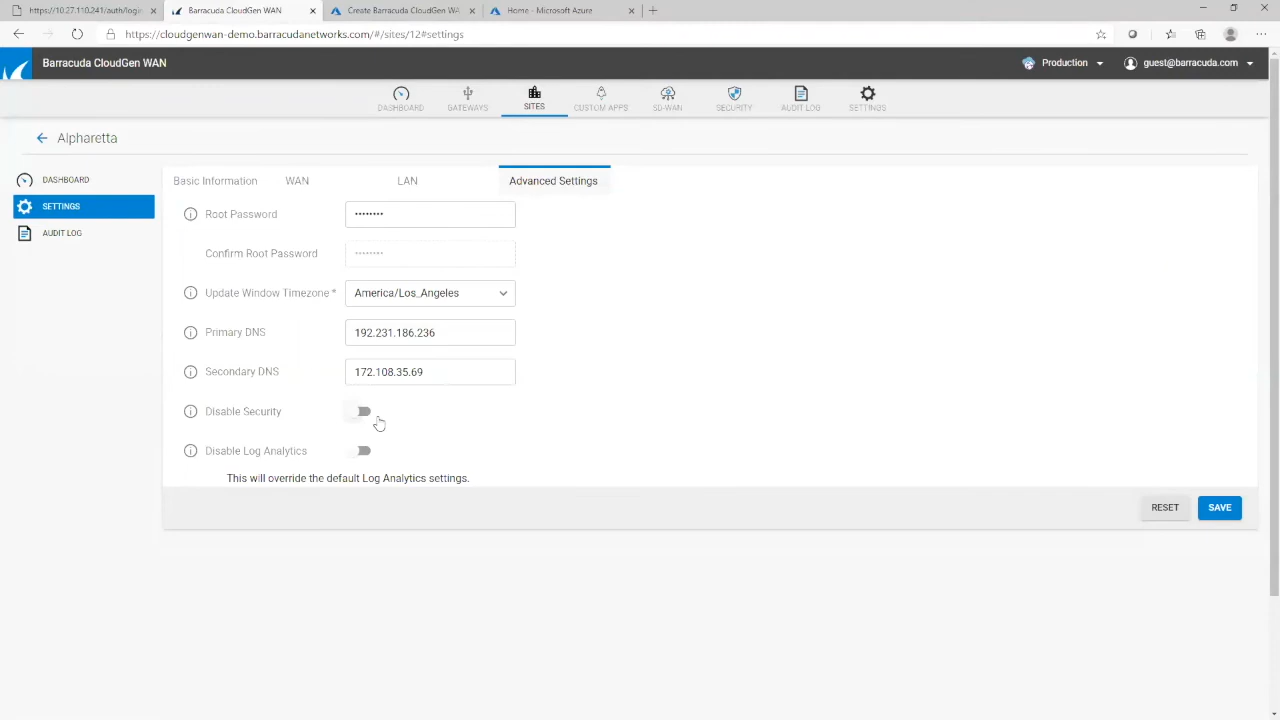 https://10.27.110.241/auth/login
Barracuda CloudGen WAN
Create Barracuda CloudGen WA
Home - Microsoft Azure
https://cloudgenwan-demo.barracudanetworks.com/#/sites/12#settings
Barracuda CloudGen WAN
Production
guest@barracuda.com
DASHBOARD
GATEWAYS
SITES
CUSTOM APPS
SD-WAN
SECURITY
AUDIT LOG
SETTINGS
Alpharetta
DASHBOARD
SETTINGS
AUDIT LOG
Basic Information
WAN
LAN
Advanced Settings
Root Password ••••••••
Confirm Root Password ••••••••
Update Window Timezone * America/Los_Angeles
Primary DNS 192.231.186.236
Secondary DNS 172.108.35.69
Disable Security
Disable Log Analytics
This will override the default Log Analytics settings.
RESET
SAVE